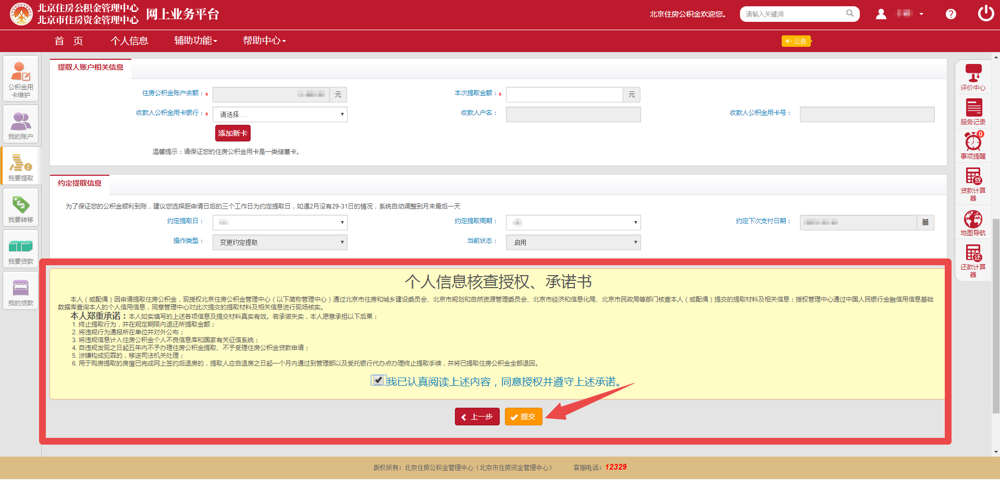 北京住房公积金管理中心
北京市住房资金管理中心
网上业务平台
北京住房公积金欢迎您。
请输入关键词
首 页 个人信息 辅助功能 帮助中心
公告
公积金用
卡维护
我的账户
我要提取
我要转移
我要贷款
我的贷款
提取人账户相关信息
住房公积金账户余额：* 元 本次提取金额：* 元
收款人公积金用卡银行：* 请选择... 收款人户名： 收款人公积金用卡号：
添加新卡
温馨提示：请保证您的住房公积金用卡是一类储蓄卡。
约定提取信息
为了保证您的公积金顺利到账，建议您选择距申请日后的三个工作日为约定提取日，如遇2月没有29-31日的情况，系统自动调整到月末最后一天
约定提取日： 约定提取周期： 约定下次支付日期：
操作类型： 变更约定提取 当前状态： 启用
个人信息核查授权、承诺书
本人（或配偶）因申请提取住房公积金，现授权北京住房公积金管理中心（以下简称管理中心）通过北京市住房和城乡建设委员会、北京市规划和自然资源管理委员会、北京市经济和信息化局、北京市民政局等部门核查本人（或配偶）提交的提取材料及相关信息；授权管理中心通过中国人民银行金融信用信息基础
数据库查询本人的个人信用信息，同意管理中心对此次提交的提取材料及相关信息进行现场核实。
本人郑重承诺：本人如实填写的上述各项信息及提交材料真实有效。若承诺失实，本人愿意承担以下后果：
1. 终止提取行为，并在规定期限内退还所提取金额；
2. 将违规行为通报所在单位并对外公布；
3. 将违规信息计入住房公积金个人不良信息库和国家有关征信系统；
4. 自违规发现之日起五年内不予办理住房公积金提取、不予受理住房公积金贷款申请；
5. 涉嫌构成犯罪的，移送司法机关处理；
6. 用于购房提取的房屋已完成网上签约后退房的，提取人应自退房之日起一个月内通过到管理部以及受托银行代办点办理终止提取手续，并将已提取住房公积金全部退回。
我已认真阅读上述内容，同意授权并遵守上述承诺。
上一步 提交
评价中心
服务记录
0
事项提醒
贷
贷款计算
器
地图导航
还
还款计算
器
版权所有：北京住房公积金管理中心（北京市住房资金管理中心） 客服电话：12329